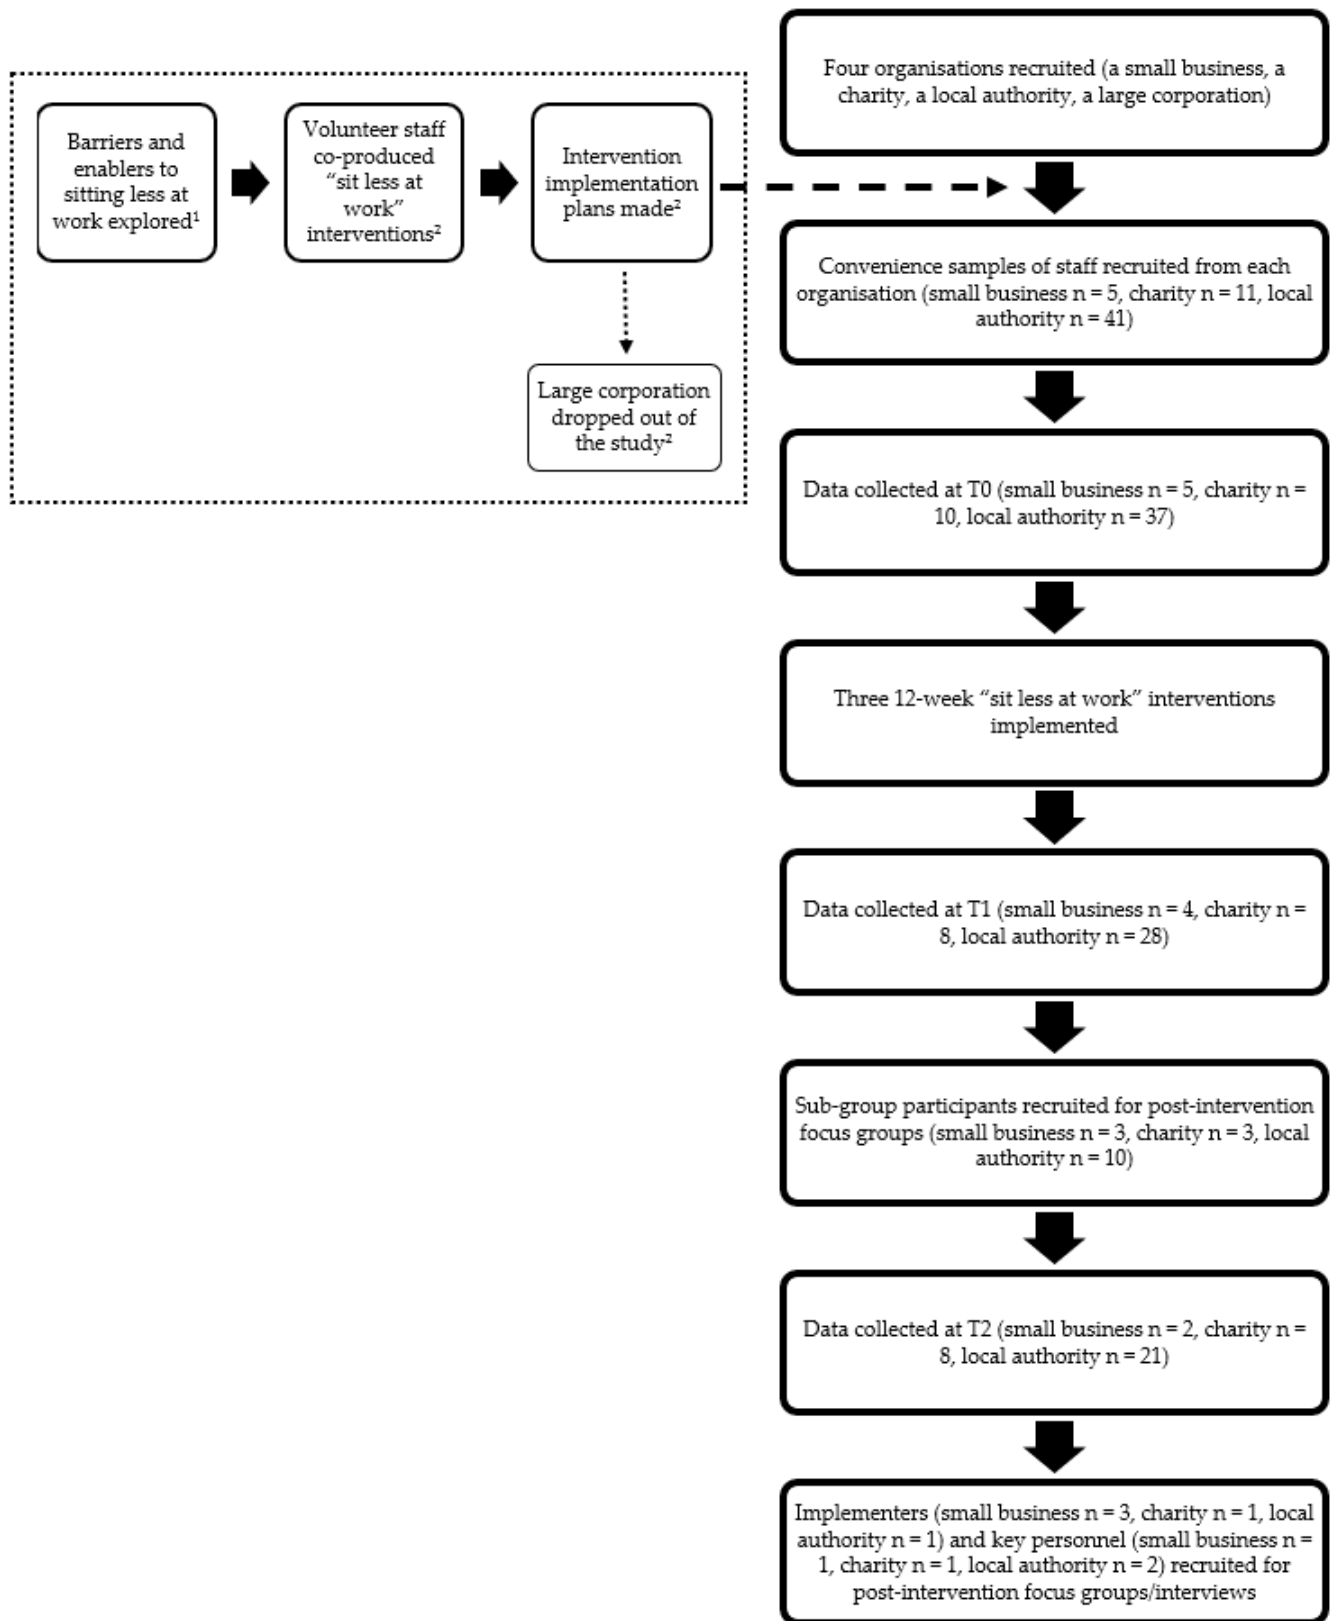 Four organisations recruited (a small business, a
charity, a local authority, a large corporation)
Barriers and
enablers to
sitting less at
work explored¹
Volunteer staff
co-produced
“sit less at
work”
interventions²
Intervention
implementation
plans made²
Large corporation
dropped out of
the study²
Convenience samples of staff recruited from each
organisation (small business n = 5, charity n = 11, local
authority n = 41)
Data collected at T0 (small business n = 5, charity n =
10, local authority n = 37)
Three 12-week “sit less at work” interventions
implemented
Data collected at T1 (small business n = 4, charity n =
8, local authority n = 28)
Sub-group participants recruited for post-intervention
focus groups (small business n = 3, charity n = 3, local
authority n = 10)
Data collected at T2 (small business n = 2, charity n =
8, local authority n = 21)
Implementers (small business n = 3, charity n = 1, local
authority n = 1) and key personnel (small business n =
1, charity n = 1, local authority n = 2) recruited for
post-intervention focus groups/interviews